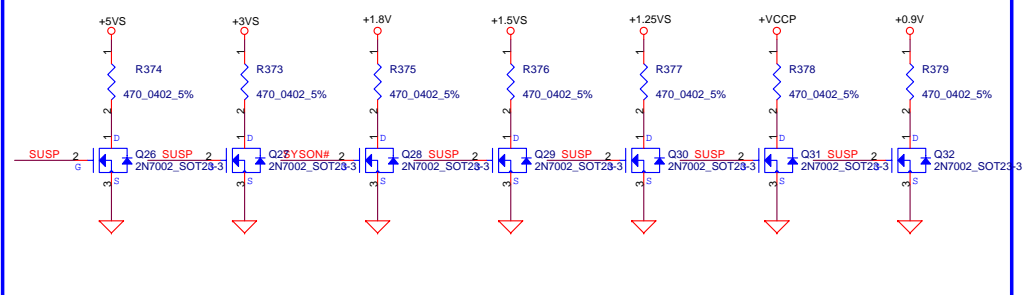 +5VS +3VS +1.8V +1.5VS +1.25VS +VCCP +0.9V
1 1 1 1 1 1 1
R374 R373 R375 R376 R377 R378 R379
470_0402_5% 470_0402_5% 470_0402_5% 470_0402_5% 470_0402_5% 470_0402_5% 470_0402_5%
2 2 2 2 2 2 2
1 D 1 D 1 D 1 D 1 D 1 D 1 D
SUSP 2 Q26 SUSP 2 Q27 SYSON# 2 Q28 SUSP 2 Q29 SUSP 2 Q30 SUSP 2 Q31 SUSP 2 Q32
G 2N7002_SOT23-3 2N7002_SOT23-3 2N7002_SOT23-3 2N7002_SOT23-3 2N7002_SOT23-3 2N7002_SOT23-3 2N7002_SOT23-3
3 S 3 S 3 S 3 S 3 S 3 S 3 S